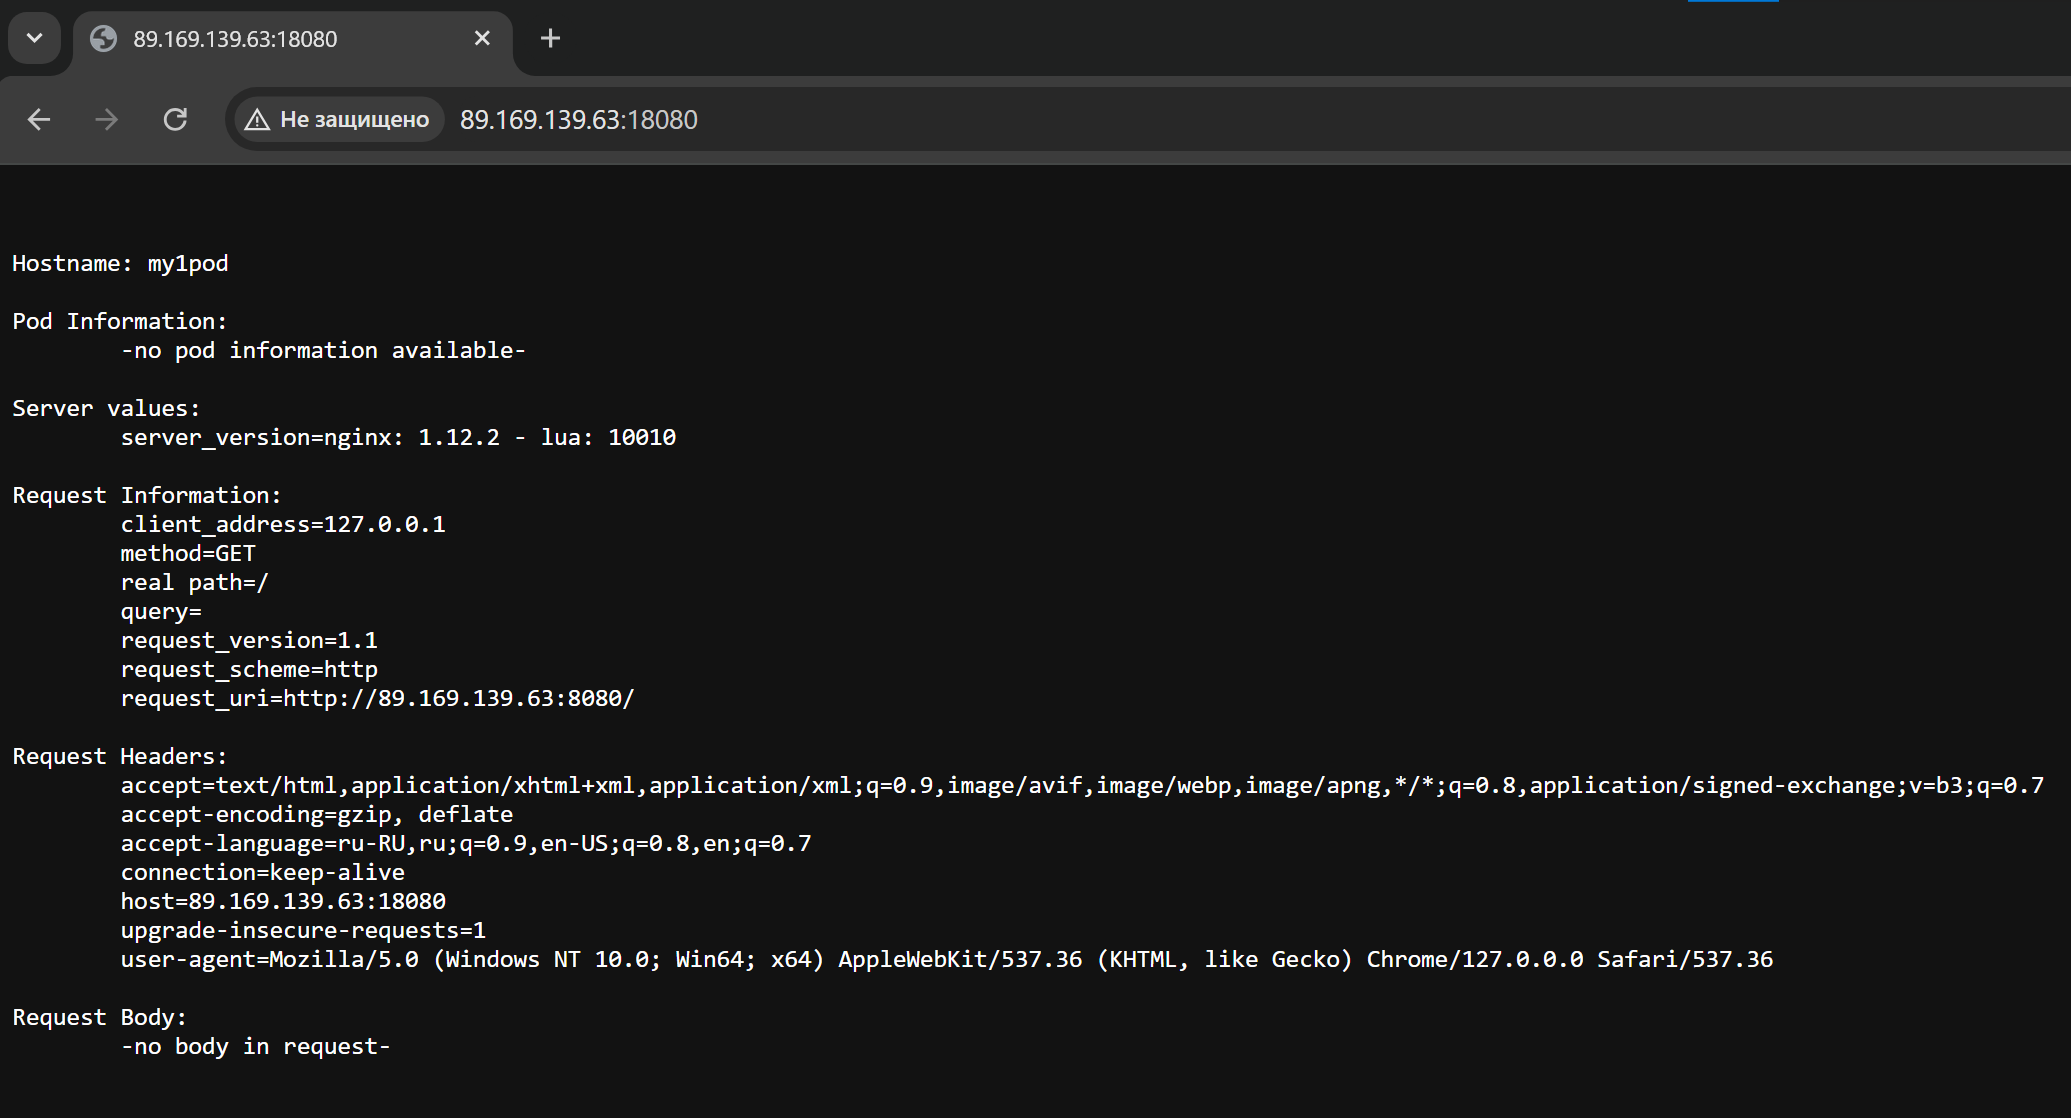 89.169.139.63:18080
Не защищено 89.169.139.63:18080
Hostname: my1pod
Pod Information:
-no pod information available-
Server values:
server_version=nginx: 1.12.2 - lua: 10010
Request Information:
client_address=127.0.0.1
method=GET
real path=/
query=
request_version=1.1
request_scheme=http
request_uri=http://89.169.139.63:8080/
Request Headers:
accept=text/html,application/xhtml+xml,application/xml;q=0.9,image/avif,image/webp,image/apng,*/*;q=0.8,application/signed-exchange;v=b3;q=0.7
accept-encoding=gzip, deflate
accept-language=ru-RU,ru;q=0.9,en-US;q=0.8,en;q=0.7
connection=keep-alive
host=89.169.139.63:18080
upgrade-insecure-requests=1
user-agent=Mozilla/5.0 (Windows NT 10.0; Win64; x64) AppleWebKit/537.36 (KHTML, like Gecko) Chrome/127.0.0.0 Safari/537.36
Request Body:
-no body in request-